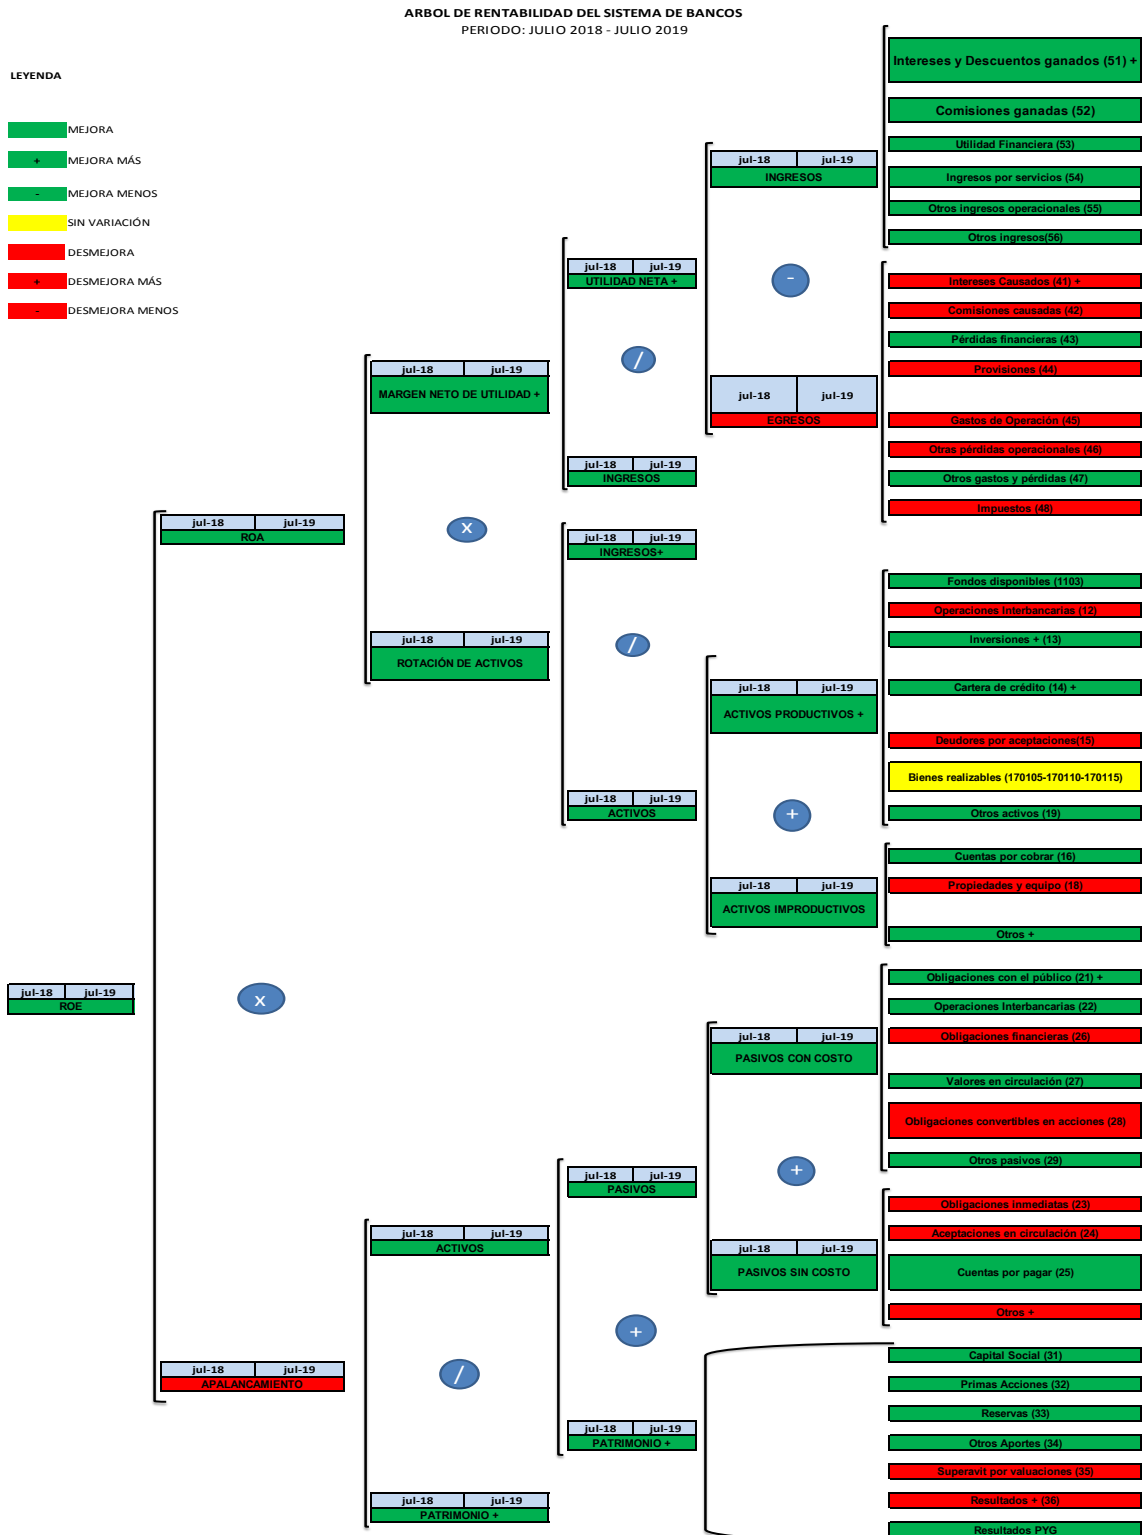 ARBOL DE RENTABILIDAD DEL SISTEMA DE BANCOS
PERIODO: JULIO 2018 - JULIO 2019
LEYENDA
MEJORA
+ MEJORA MÁS
- MEJORA MENOS
SIN VARIACIÓN
DESMEJORA
+ DESMEJORA MÁS
- DESMEJORA MENOS
jul-18 jul-19
ROE
x
jul-18 jul-19
ROA
jul-18 jul-19
APALANCAMIENTO
jul-18 jul-19
MARGEN NETO DE UTILIDAD +
x
jul-18 jul-19
ROTACIÓN DE ACTIVOS
jul-18 jul-19
ACTIVOS
/
jul-18 jul-19
PATRIMONIO +
jul-18 jul-19
UTILIDAD NETA +
/
jul-18 jul-19
INGRESOS
jul-18 jul-19
INGRESOS+
/
jul-18 jul-19
ACTIVOS
jul-18 jul-19
PASIVOS
+
jul-18 jul-19
PATRIMONIO +
jul-18 jul-19
INGRESOS
-
jul-18 jul-19
EGRESOS
jul-18 jul-19
ACTIVOS PRODUCTIVOS +
+
jul-18 jul-19
ACTIVOS IMPRODUCTIVOS
jul-18 jul-19
PASIVOS CON COSTO
+
jul-18 jul-19
PASIVOS SIN COSTO
Intereses y Descuentos ganados (51) +
Comisiones ganadas (52)
Utilidad Financiera (53)
Ingresos por servicios (54)
Otros ingresos operacionales (55)
Otros ingresos(56)
Intereses Causados (41) +
Comisiones causadas (42)
Pérdidas financieras (43)
Provisiones (44)
Gastos de Operación (45)
Otras pérdidas operacionales (46)
Otros gastos y pérdidas (47)
Impuestos (48)
Fondos disponibles (1103)
Operaciones Interbancarias (12)
Inversiones + (13)
Cartera de crédito (14) +
Deudores por aceptaciones(15)
Bienes realizables (170105-170110-170115)
Otros activos (19)
Cuentas por cobrar (16)
Propiedades y equipo (18)
Otros +
Obligaciones con el público (21) +
Operaciones Interbancarias (22)
Obligaciones financieras (26)
Valores en circulación (27)
Obligaciones convertibles en acciones (28)
Otros pasivos (29)
Obligaciones inmediatas (23)
Aceptaciones en circulación (24)
Cuentas por pagar (25)
Otros +
Capital Social (31)
Primas Acciones (32)
Reservas (33)
Otros Aportes (34)
Superavit por valuaciones (35)
Resultados + (36)
Resultados PYG